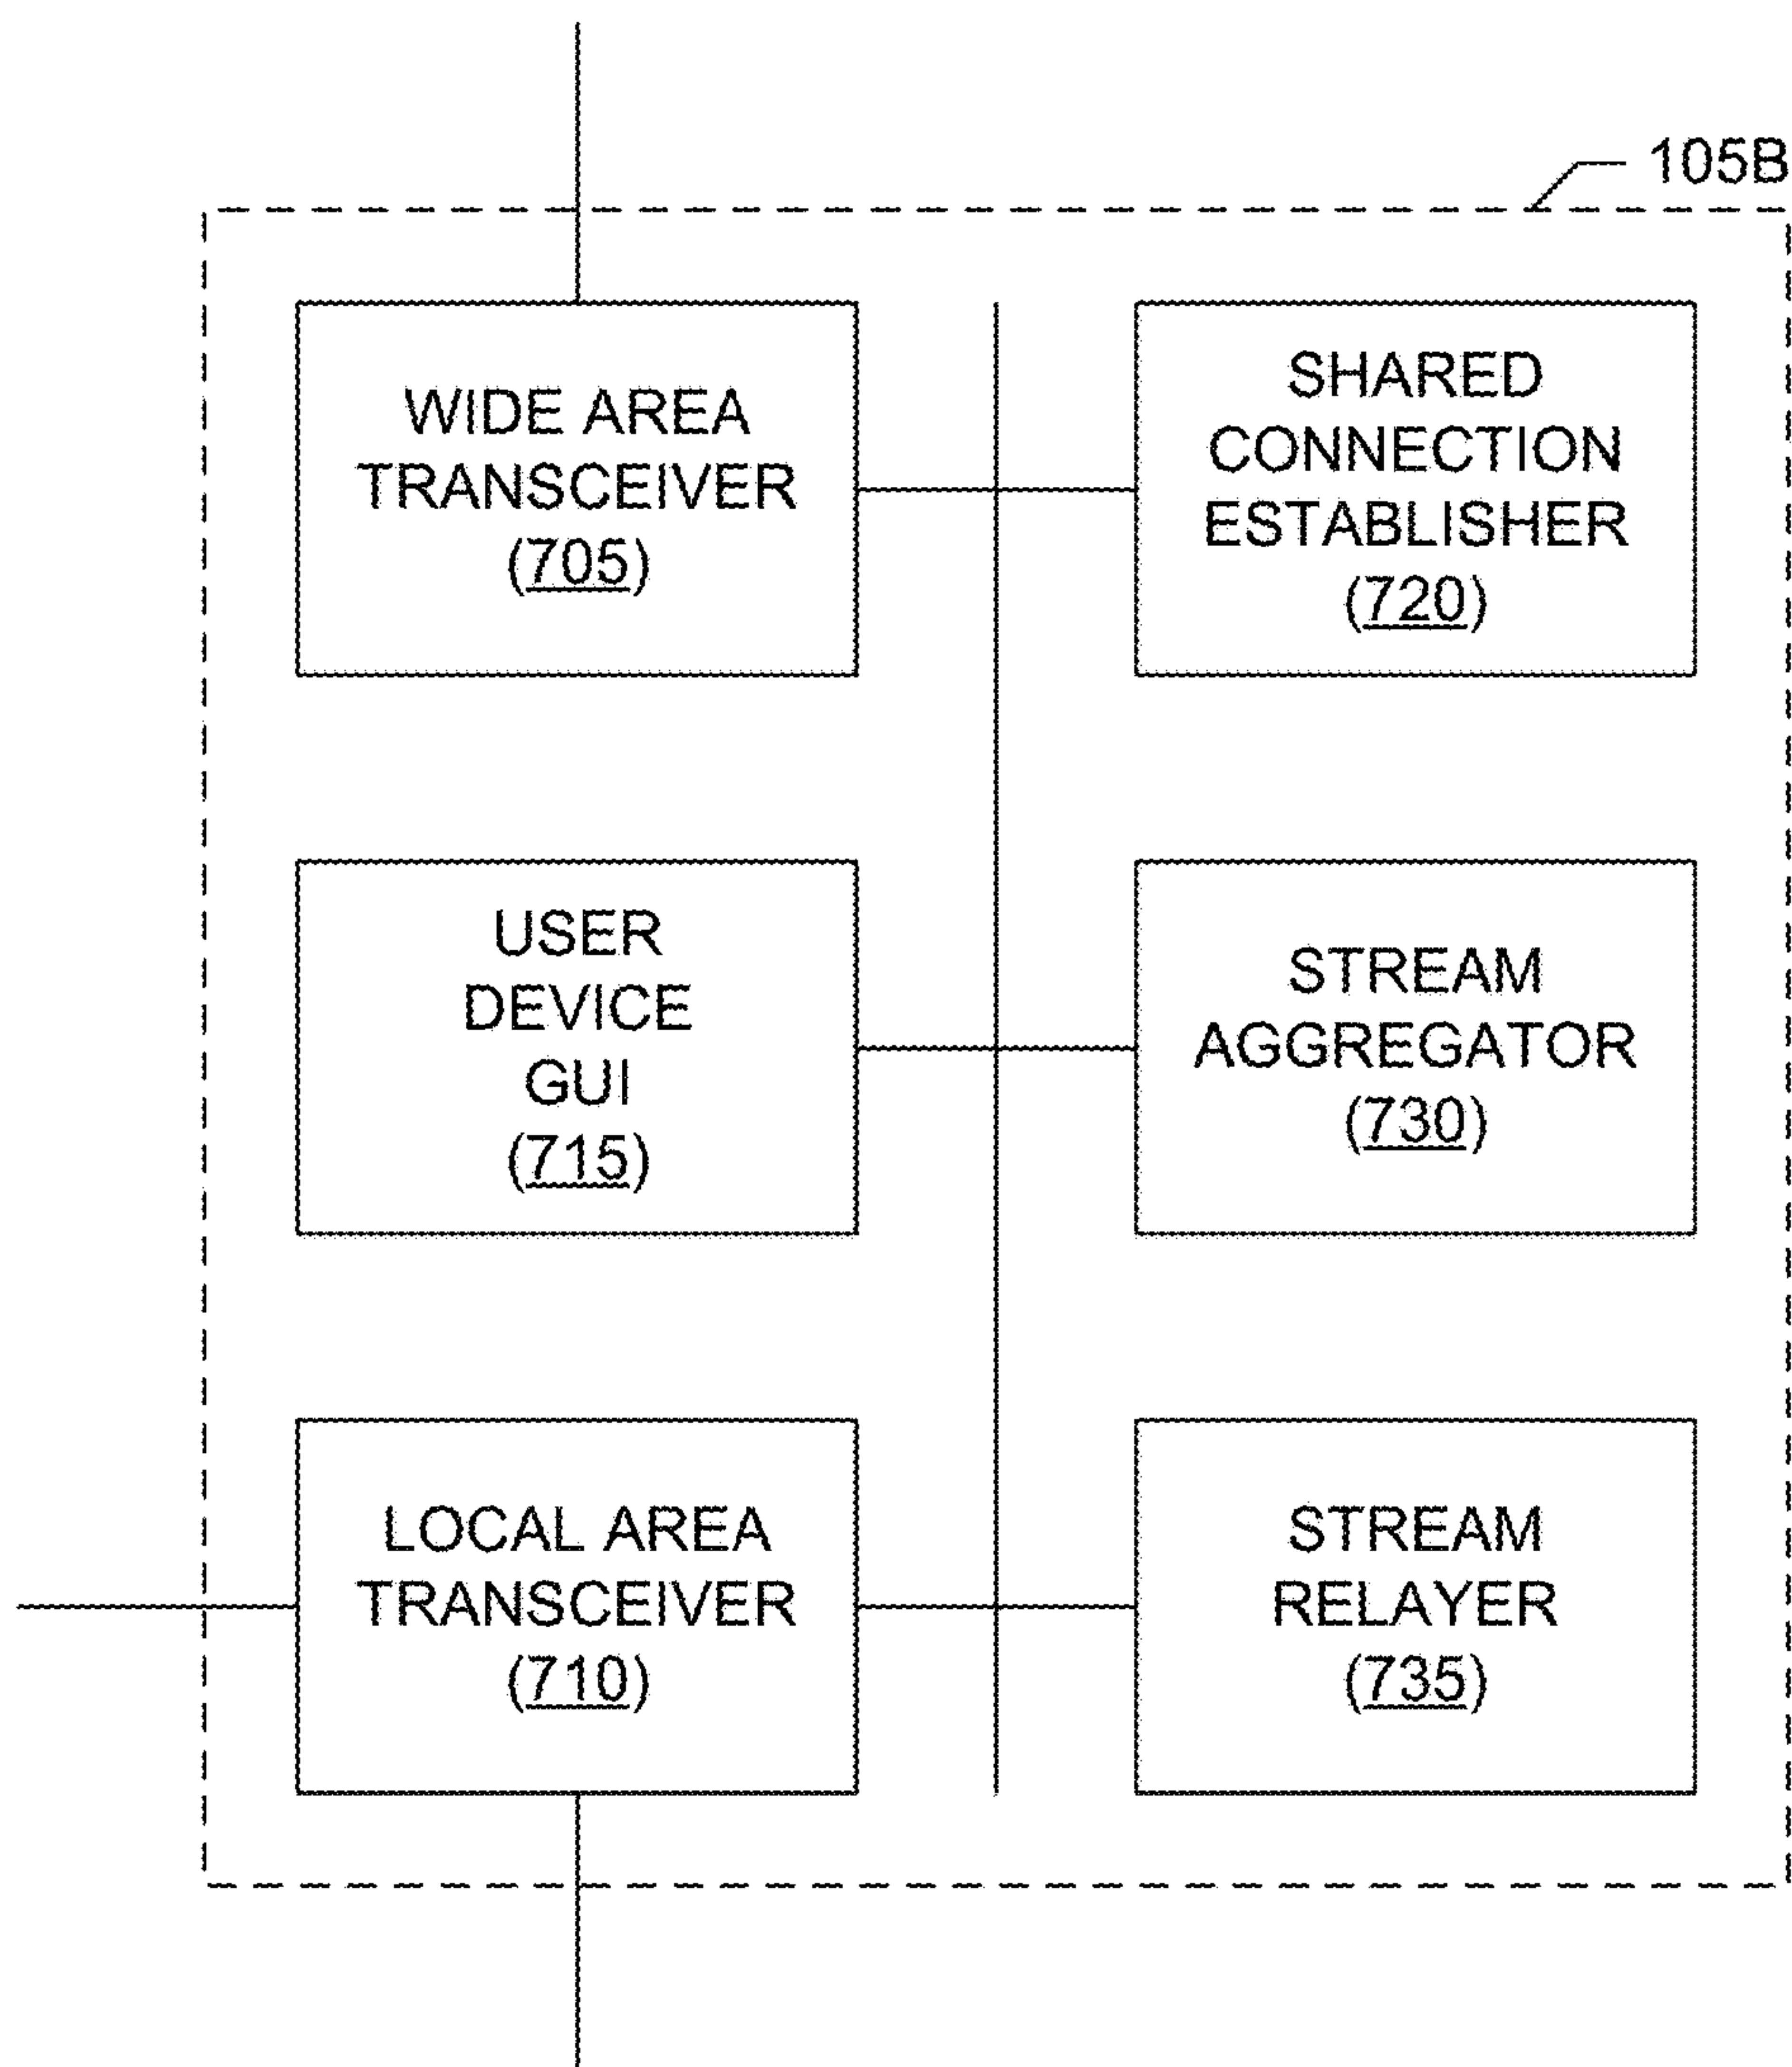 105B
WIDE AREA
TRANSCEIVER
(705)
SHARED
CONNECTION
ESTABLISHER
(720)
USER
DEVICE
GUI
(715)
STREAM
AGGREGATOR
(730)
LOCAL AREA
TRANSCEIVER
(710)
STREAM
RELAYER
(735)